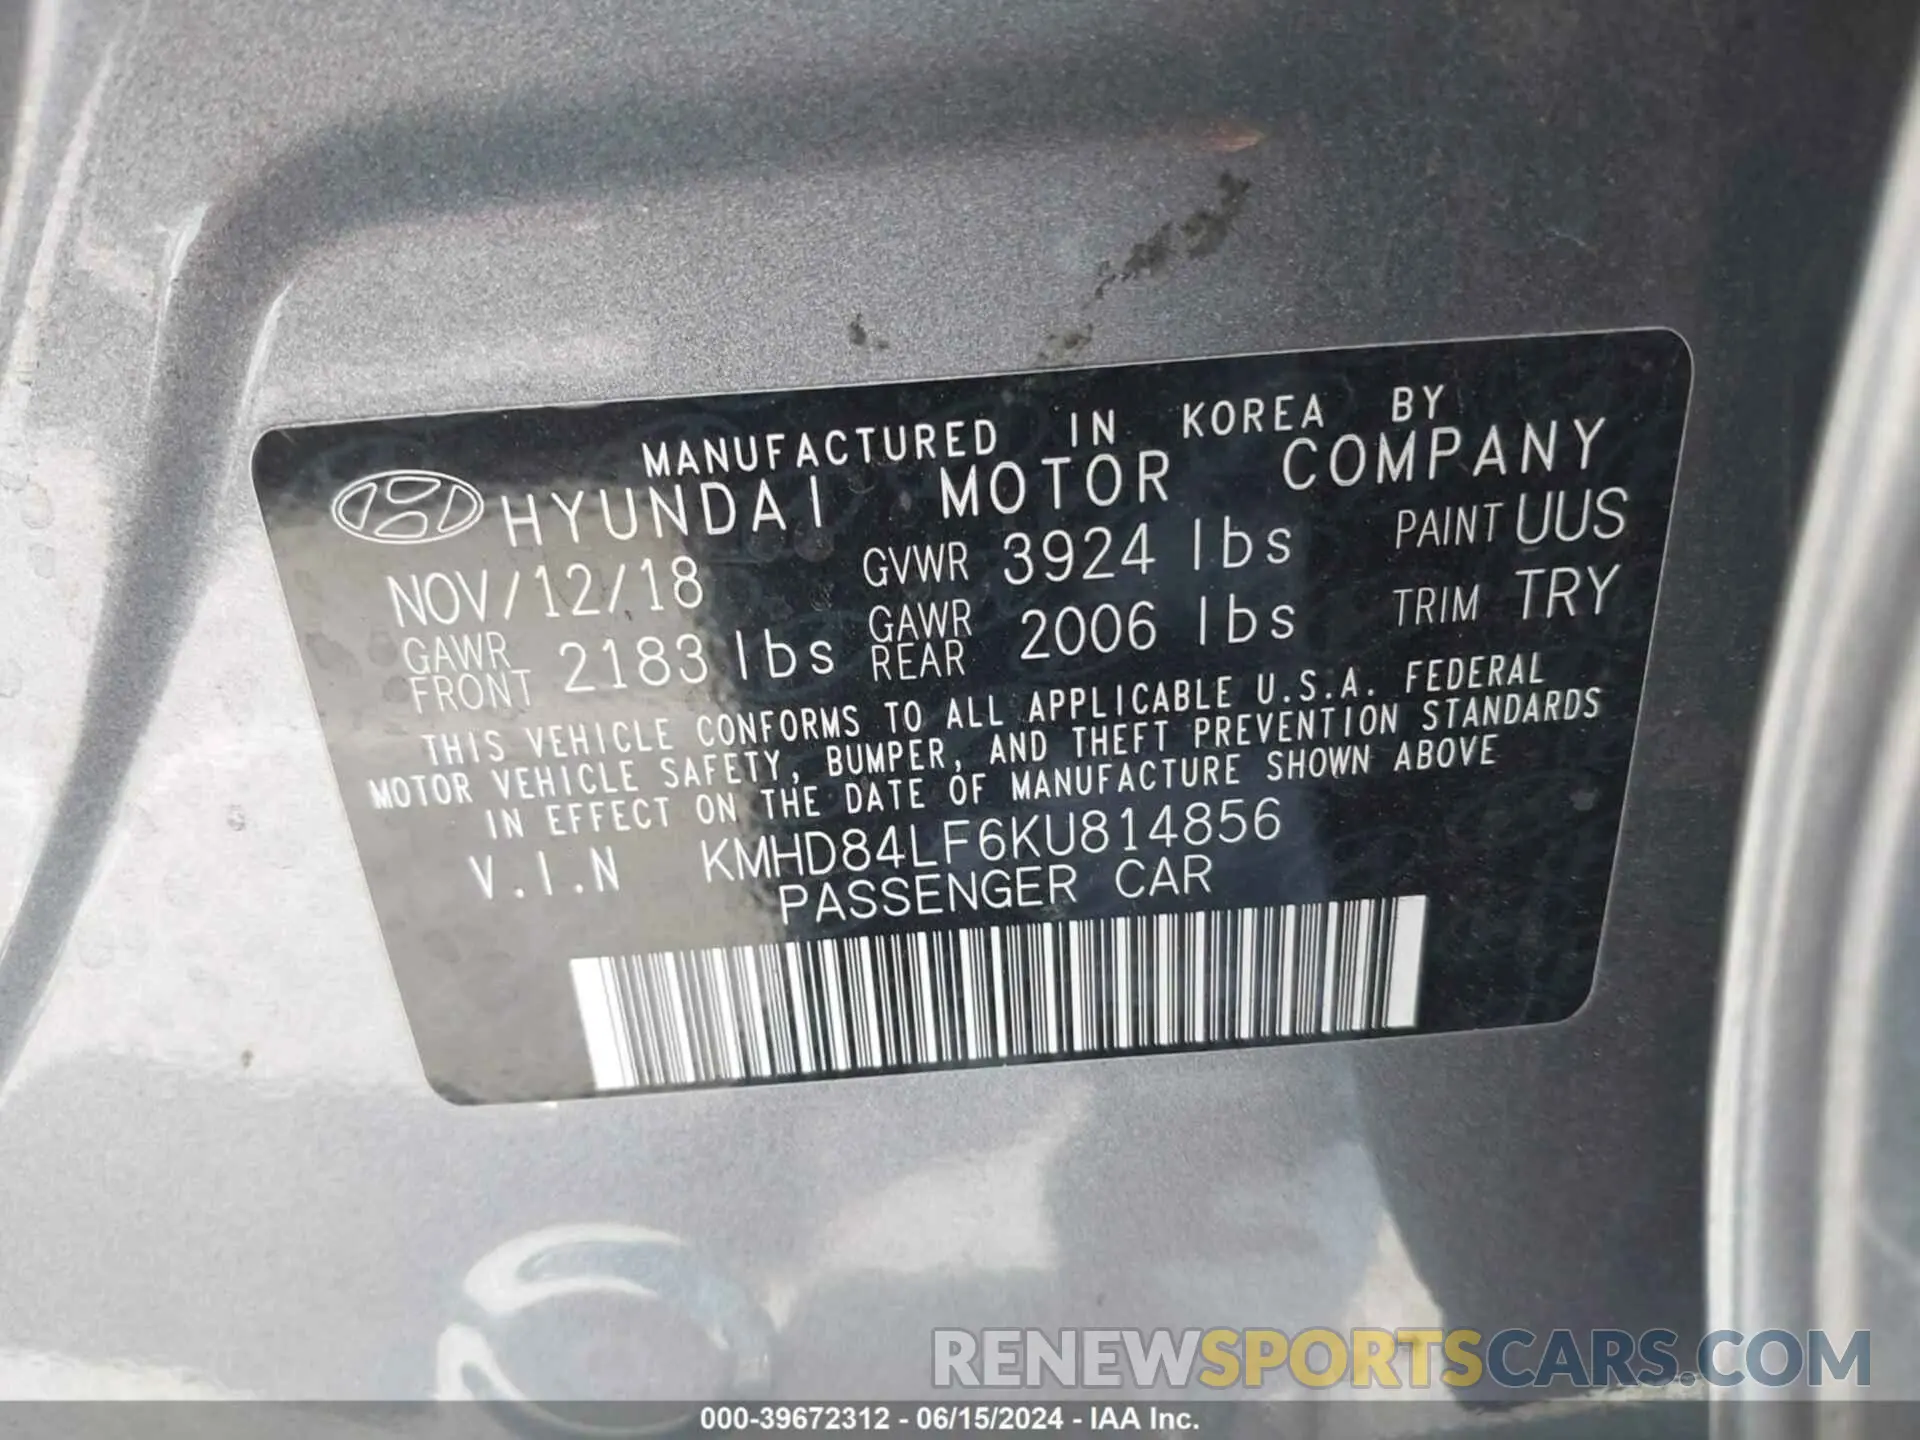 MANUFACTURED IN KOREA BY
HYUNDAI MOTOR COMPANY
NOV/12/18 GVWR 3924 lbs PAINT UUS
GAWR FRONT 2183 lbs GAWR REAR 2006 lbs TRIM TRY
THIS VEHICLE CONFORMS TO ALL APPLICABLE U.S.A. FEDERAL
MOTOR VEHICLE SAFETY, BUMPER, AND THEFT PREVENTION STANDARDS
IN EFFECT ON THE DATE OF MANUFACTURE SHOWN ABOVE
V.I.N KMHD84LF6KU814856
PASSENGER CAR
RENEWSPORTSCARS.COM
000-39672312 - 06/15/2024 - IAA Inc.